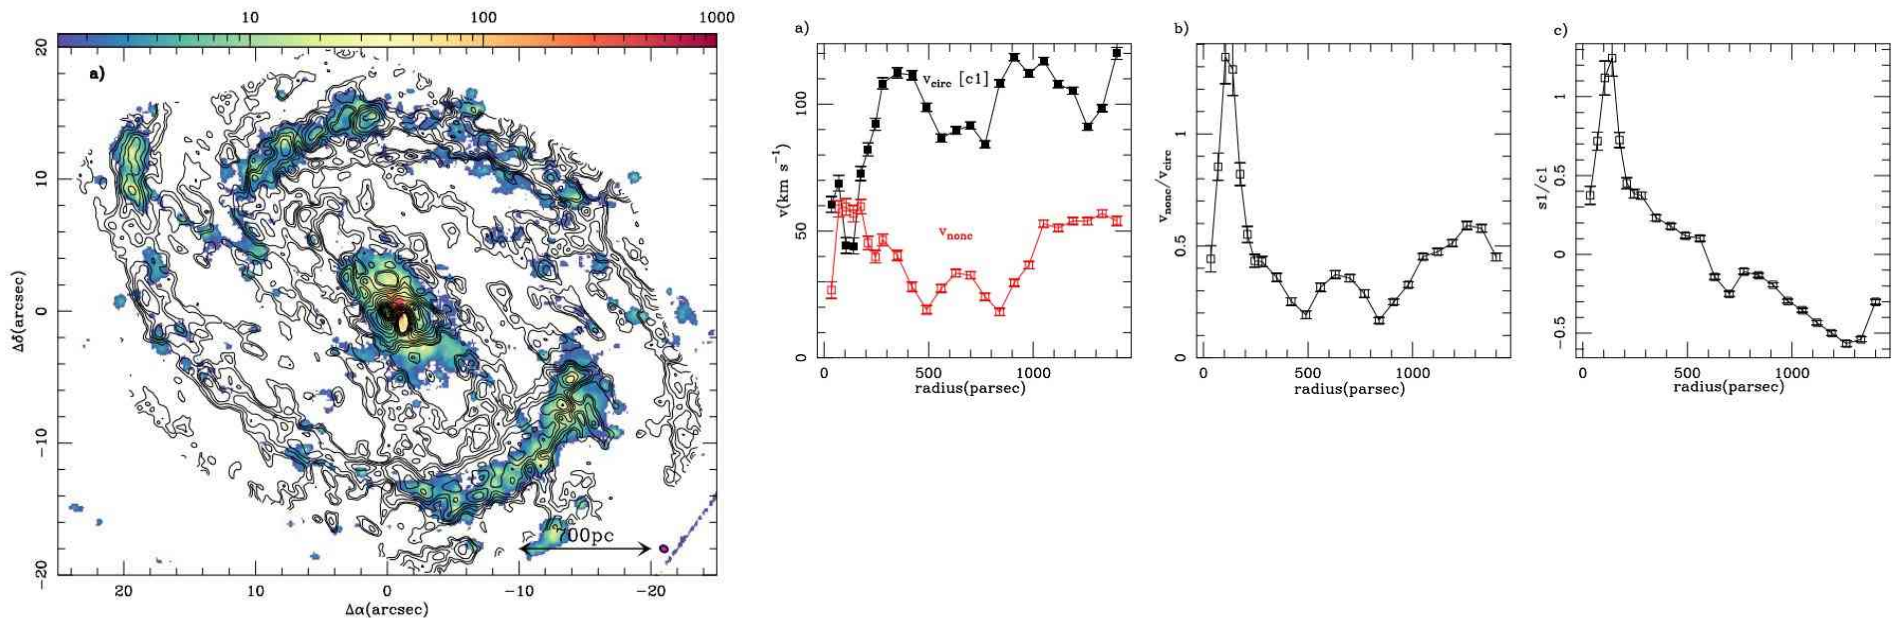 10 100 1000
a)
20
10
0
-10
-20
Δδ(arcsec)
700pc
20 10 0 -10 -20
Δα(arcsec)
a)
v_circ [c1]
v_none
100
50
0
v(km s⁻¹)
0 500 1000
radius(parsec)
b)
1
0.5
0
v_none/v_circ
0 500 1000
radius(parsec)
c)
1
0.5
0
-0.5
s1/c1
0 500 1000
radius(parsec)